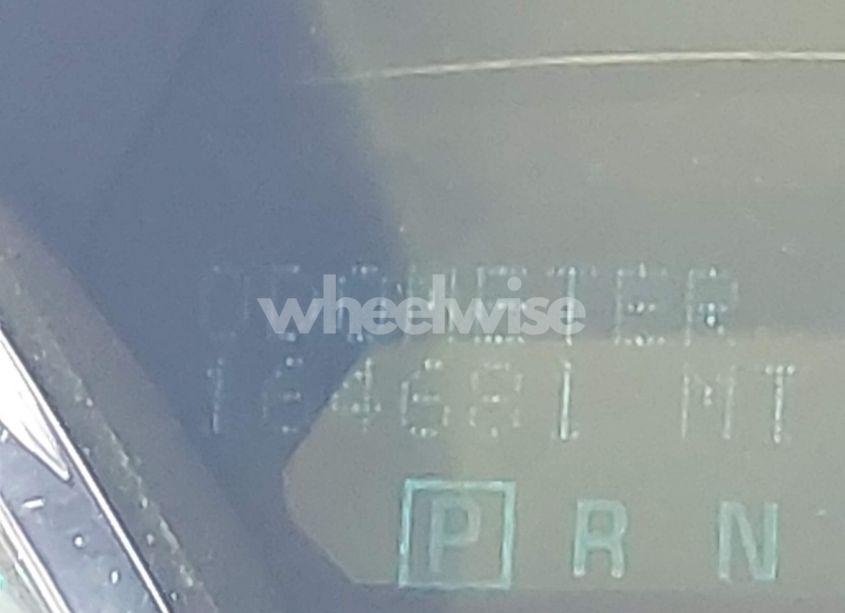 ODOMETER
wheelwise
164681 MI
P R N